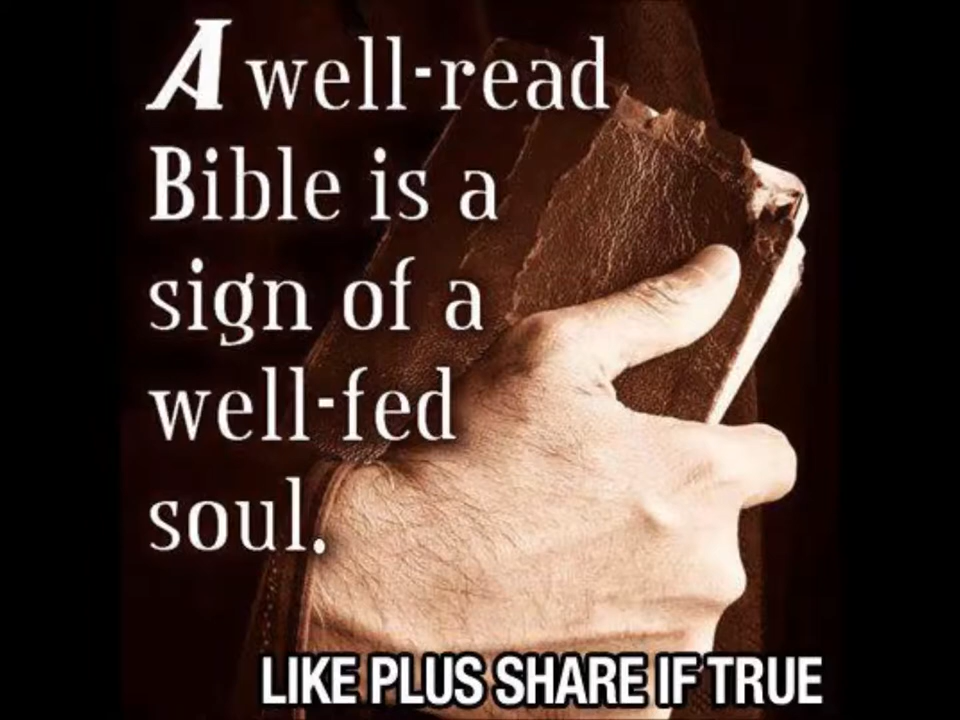 A well-read
Bible is a
sign of a
well-fed
soul.
LIKE PLUS SHARE IF TRUE